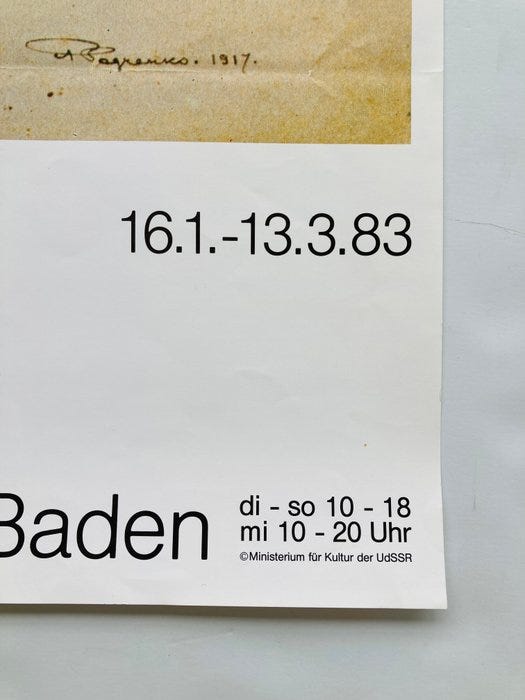 А Родченко. 1917.
16.1.-13.3.83
Baden
di - so 10 - 18
mi 10 - 20 Uhr
©Ministerium für Kultur der UdSSR